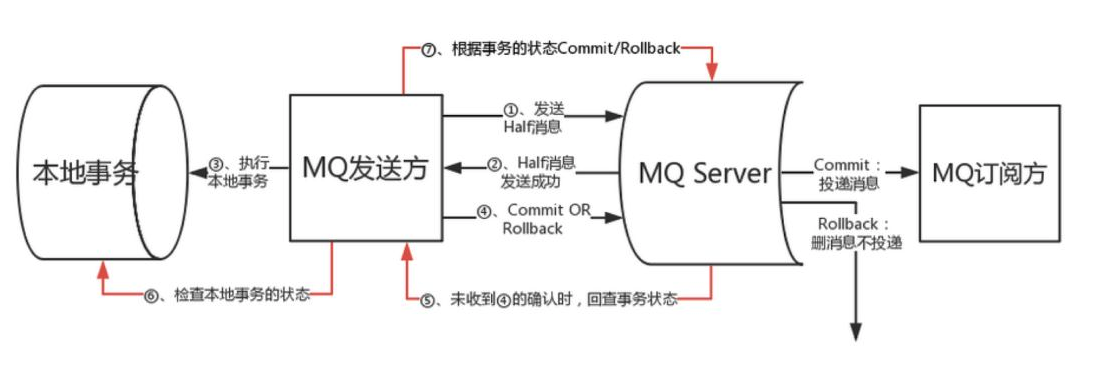 ⑦、根据事务的状态Commit/Rollback
①、发送
Half消息
本地事务
③、执行
本地事务
MQ发送方
②、Half消息
发送成功
MQ Server
Commit：
投递消息
MQ订阅方
④、Commit OR
Rollback
Rollback：
删消息不投递
⑥、检查本地事务的状态
⑤、未收到④的确认时，回查事务状态